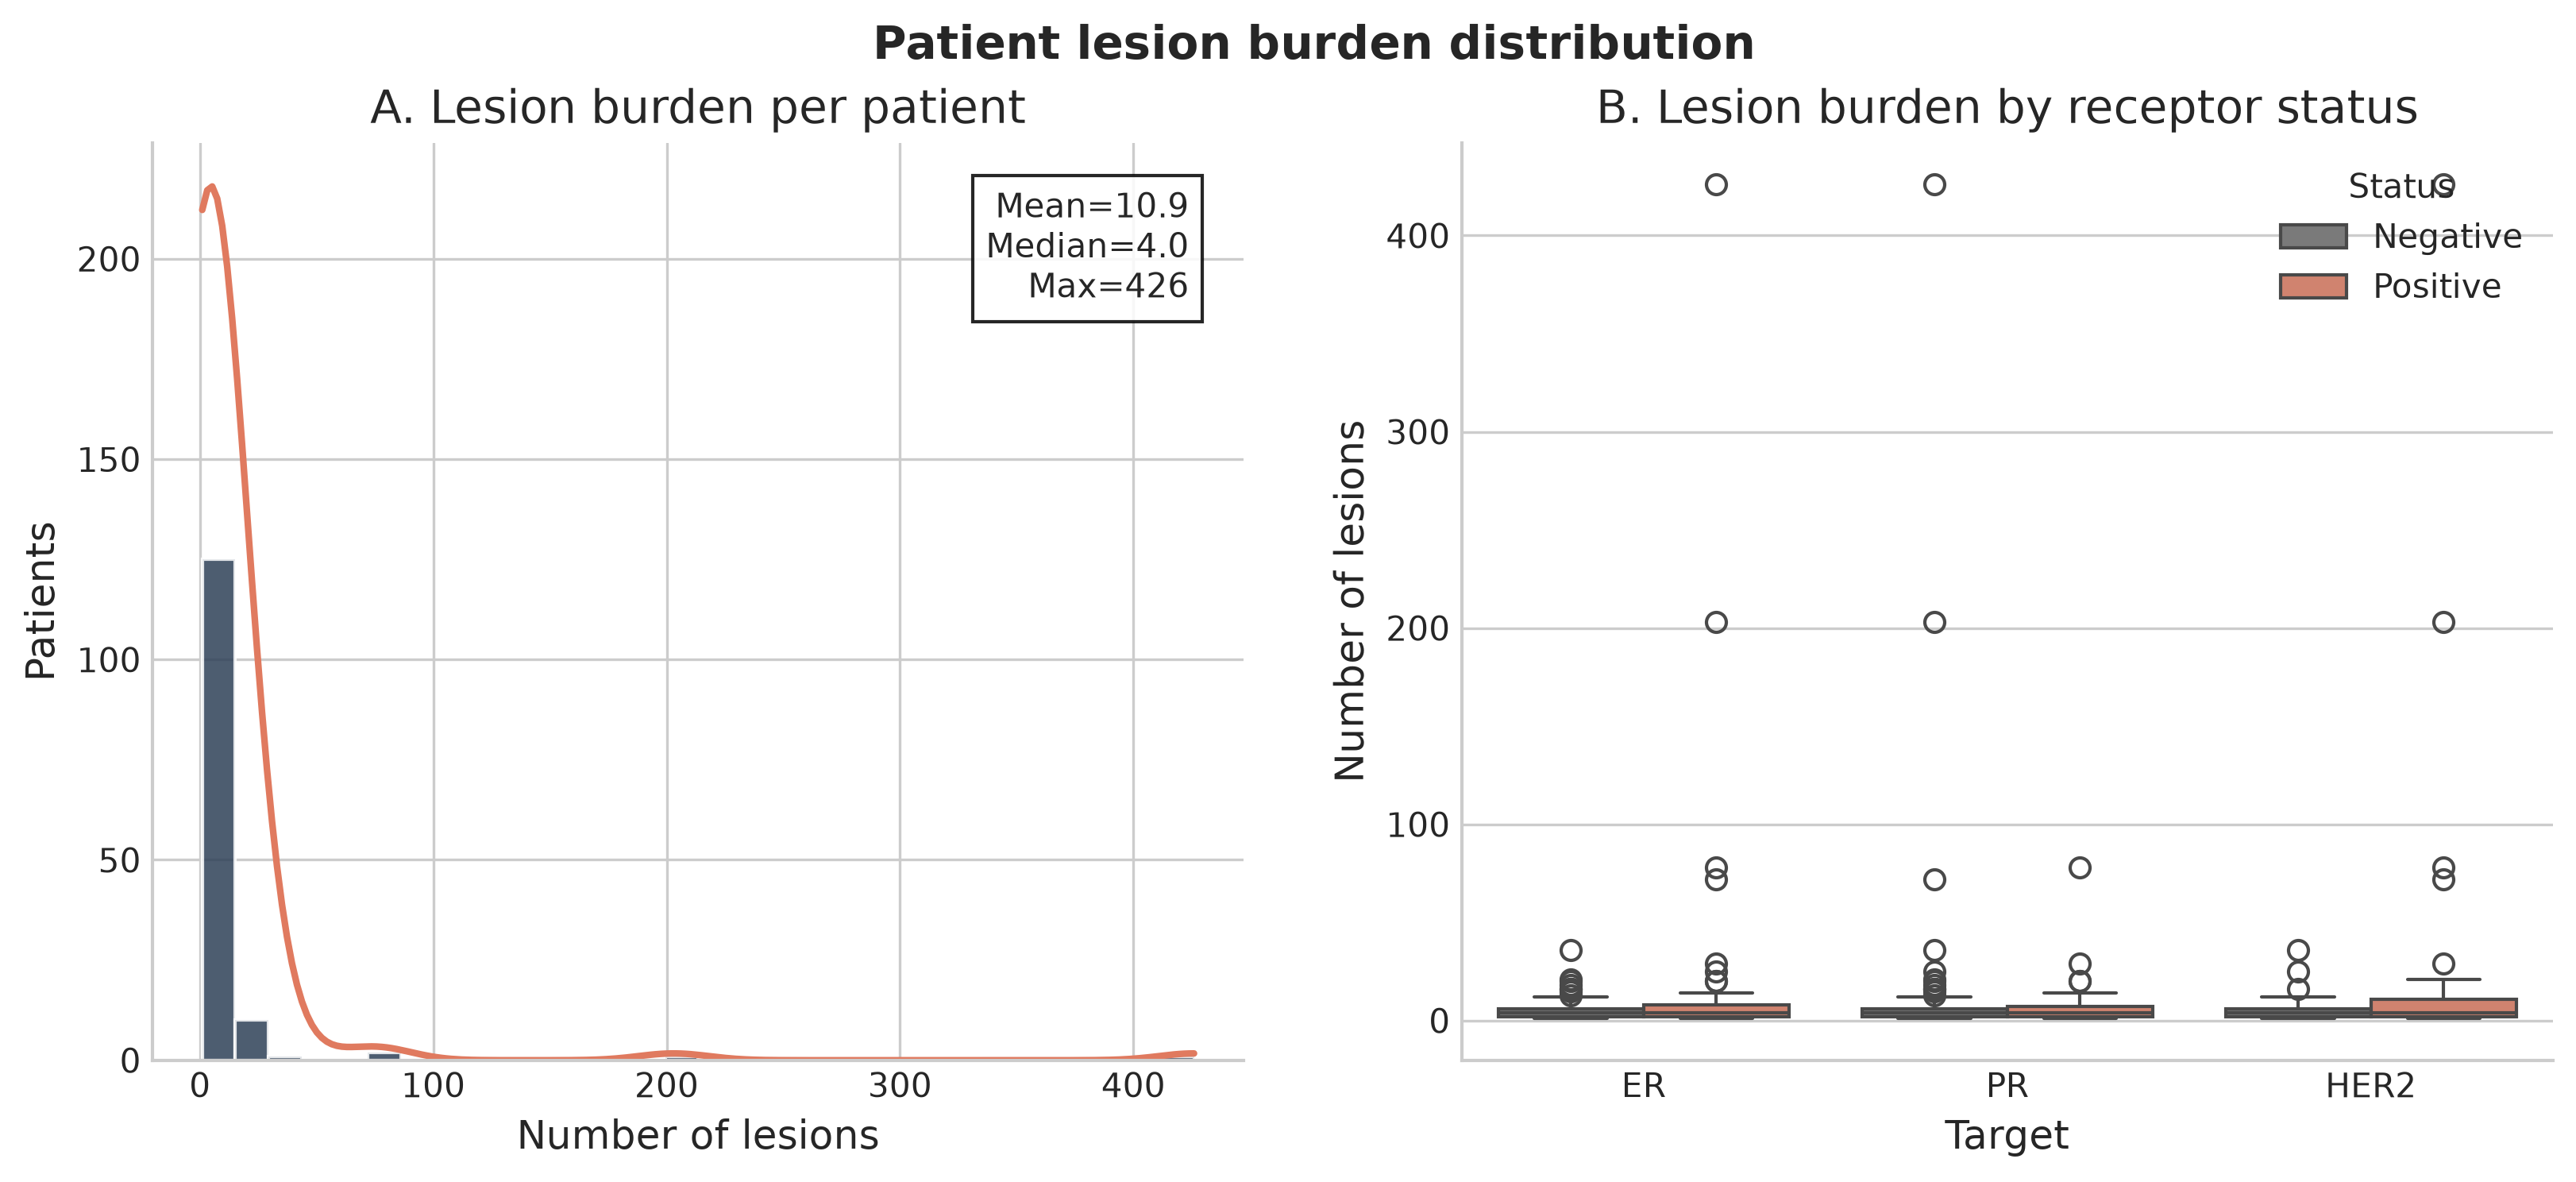 Patient lesion burden distribution
A. Lesion burden per patient
Patients
200
150
100
50
0
Mean=10.9
Median=4.0
Max=426
0 100 200 300 400
Number of lesions
B. Lesion burden by receptor status
Number of lesions
400
300
200
100
0
Status
Negative
Positive
ER PR HER2
Target